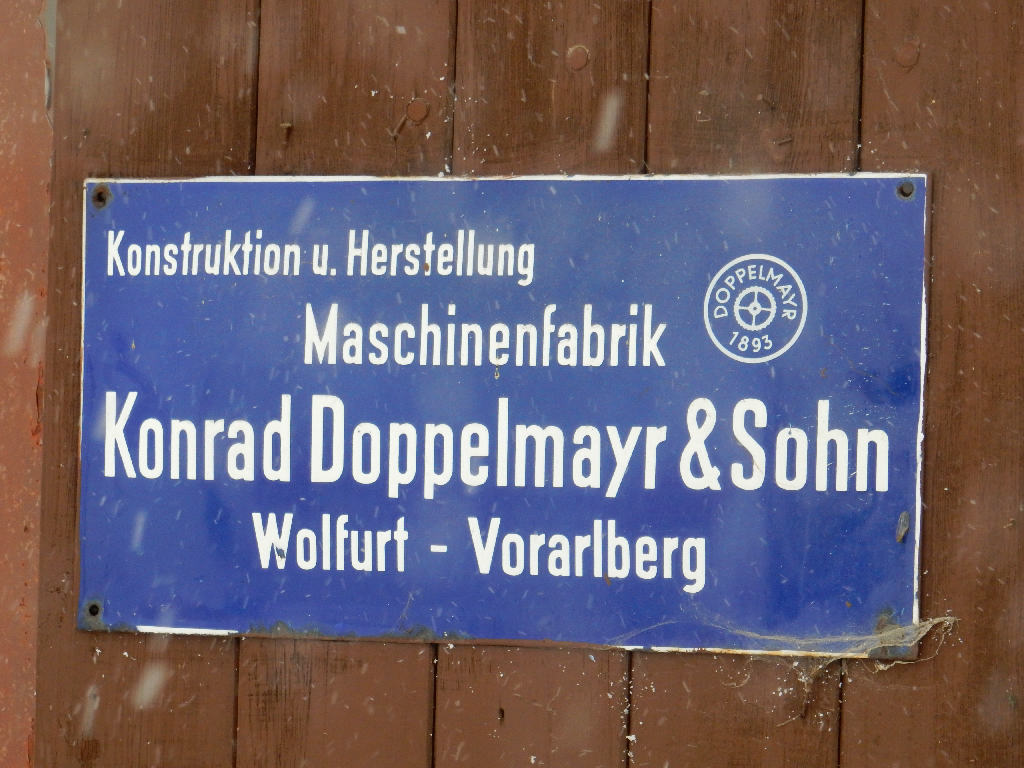 Konstruktion u. Herstellung
Maschinenfabrik
DOPPELMAYR
1893
Konrad Doppelmayr & Sohn
Wolfurt - Vorarlberg